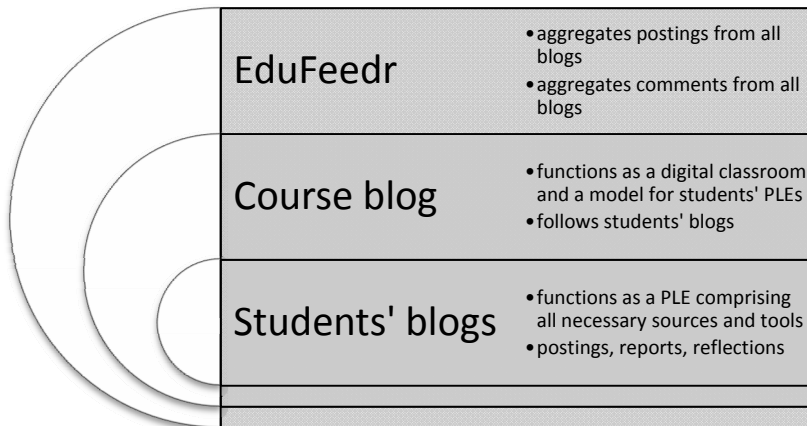 EduFeedr
•aggregates postings from all
blogs
•aggregates comments from all
blogs
Course blog
•functions as a digital classroom
and a model for students' PLEs
•follows students' blogs
Students' blogs
•functions as a PLE comprising
all necessary sources and tools
•postings, reports, reflections